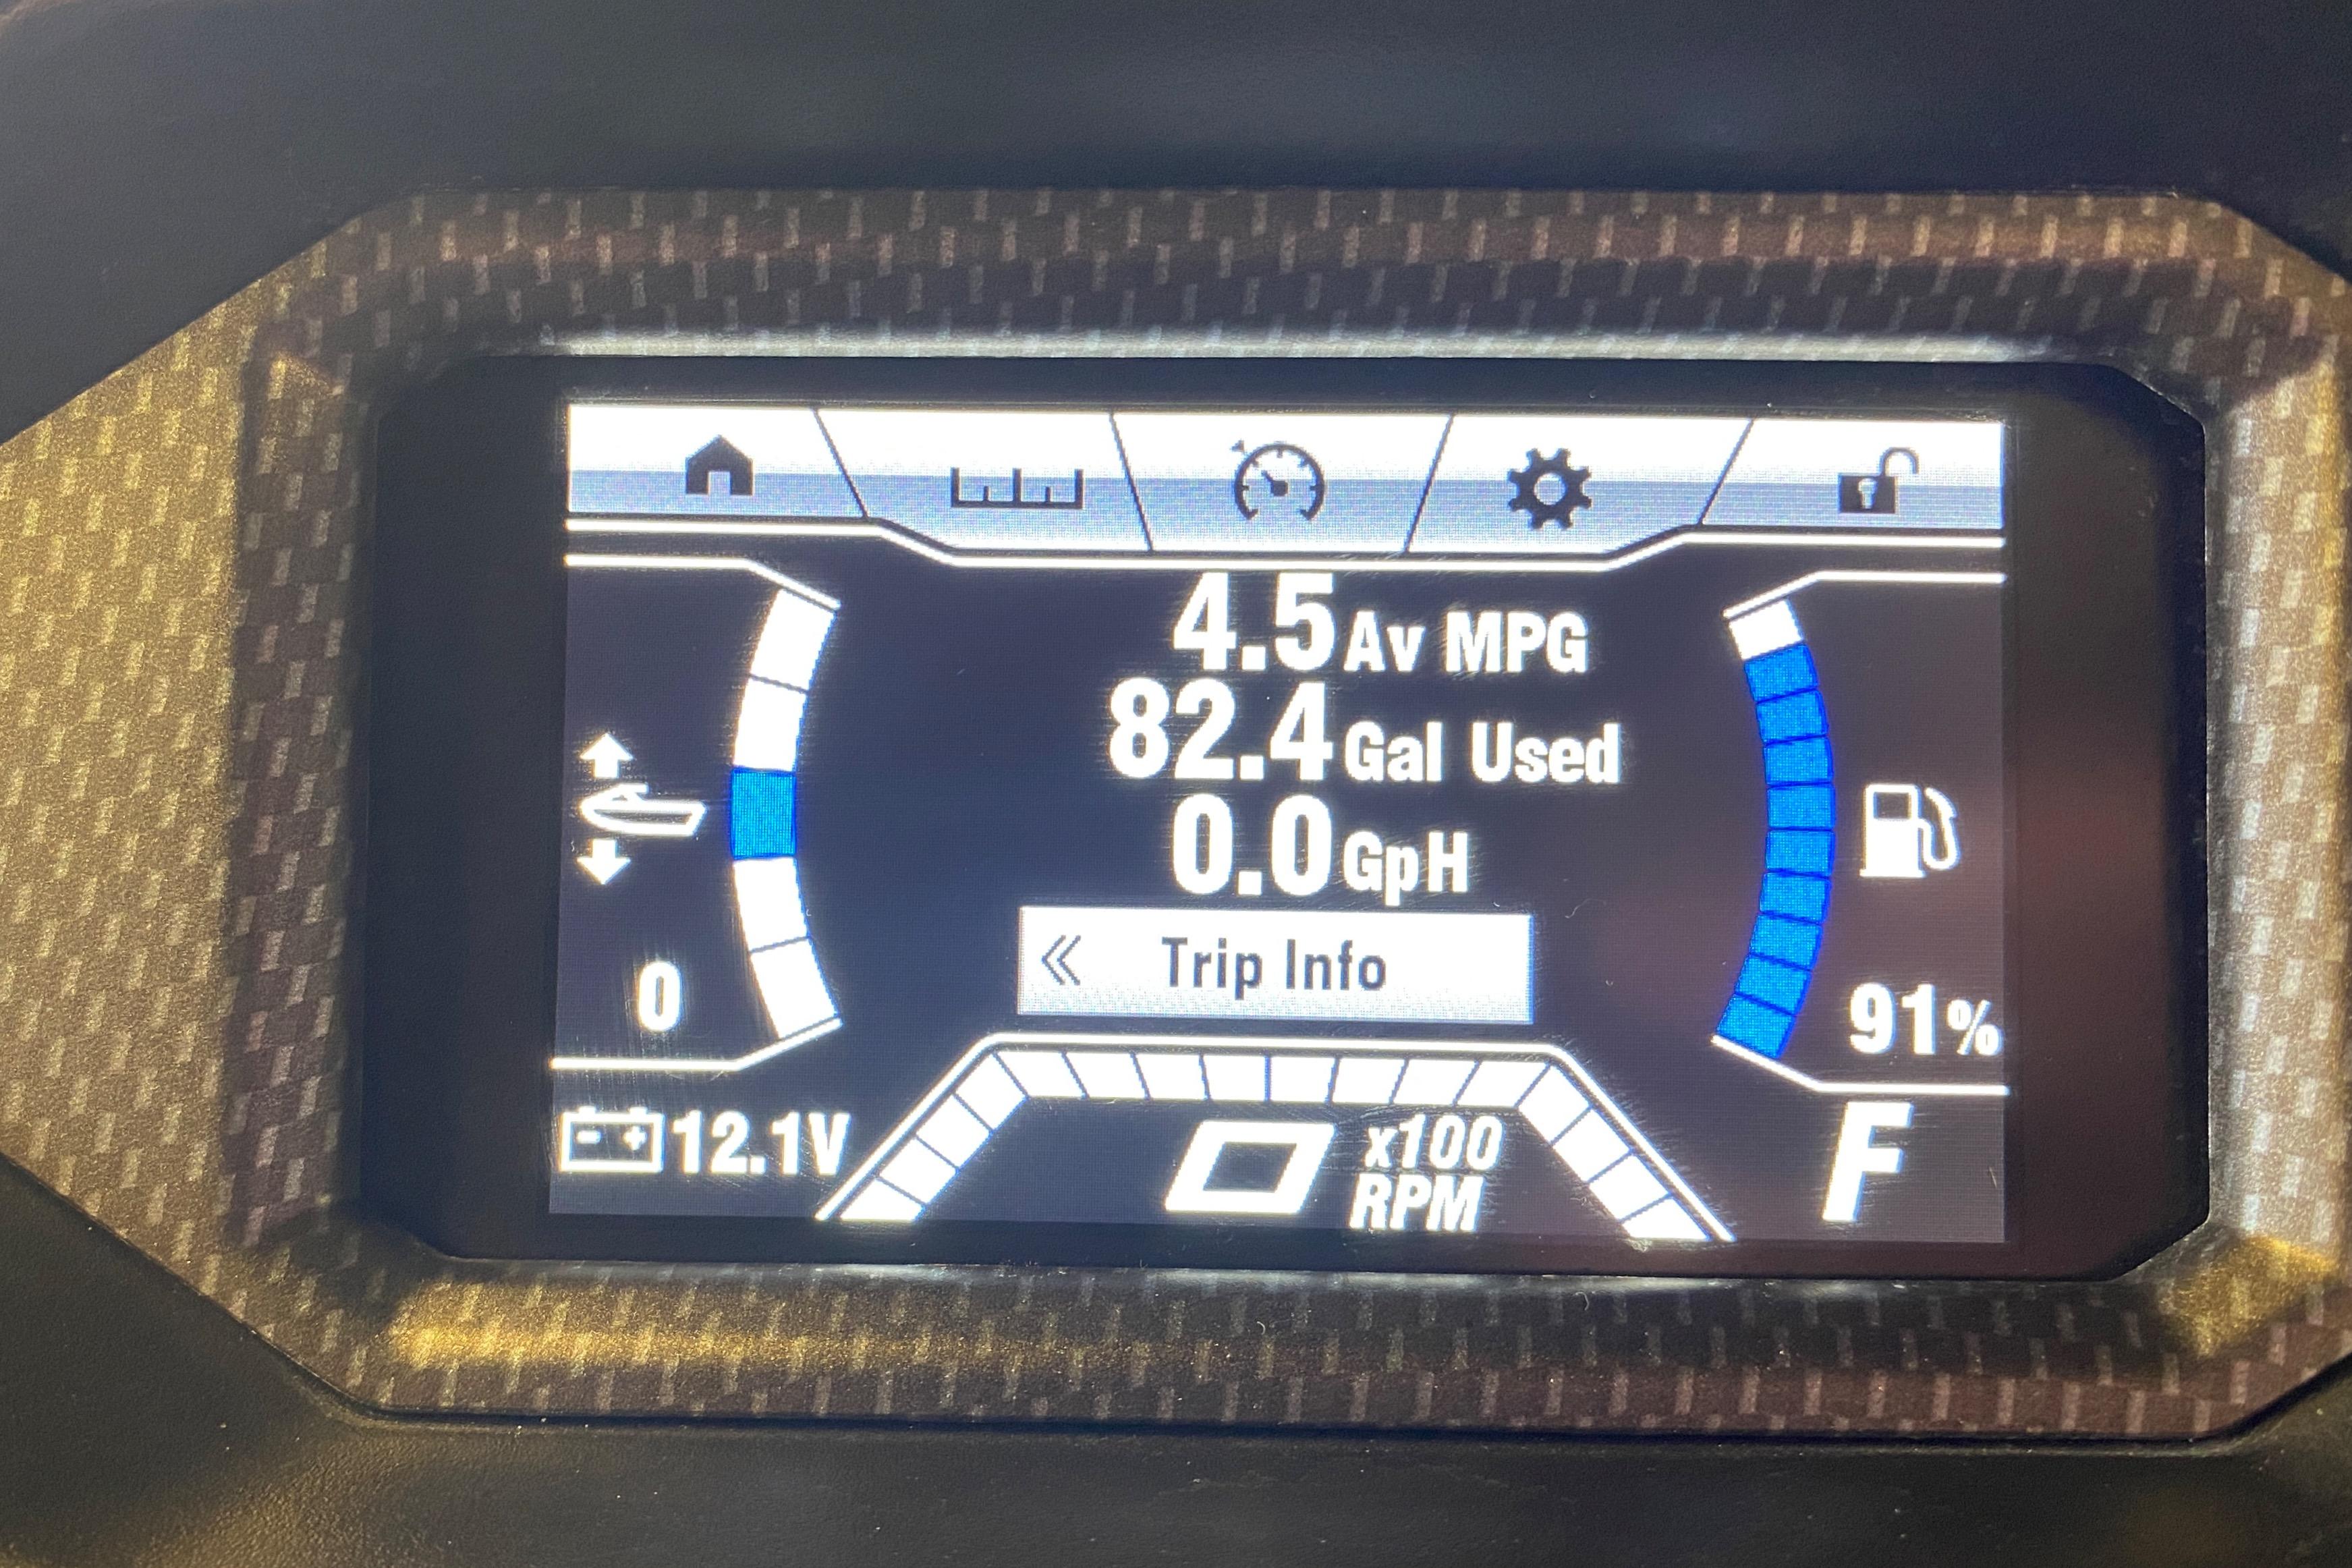 4.5 Av MPG
82.4 Gal Used
0.0 GpH
« Trip Info
0
91%
- + 12.1V
0 x100
RPM
F